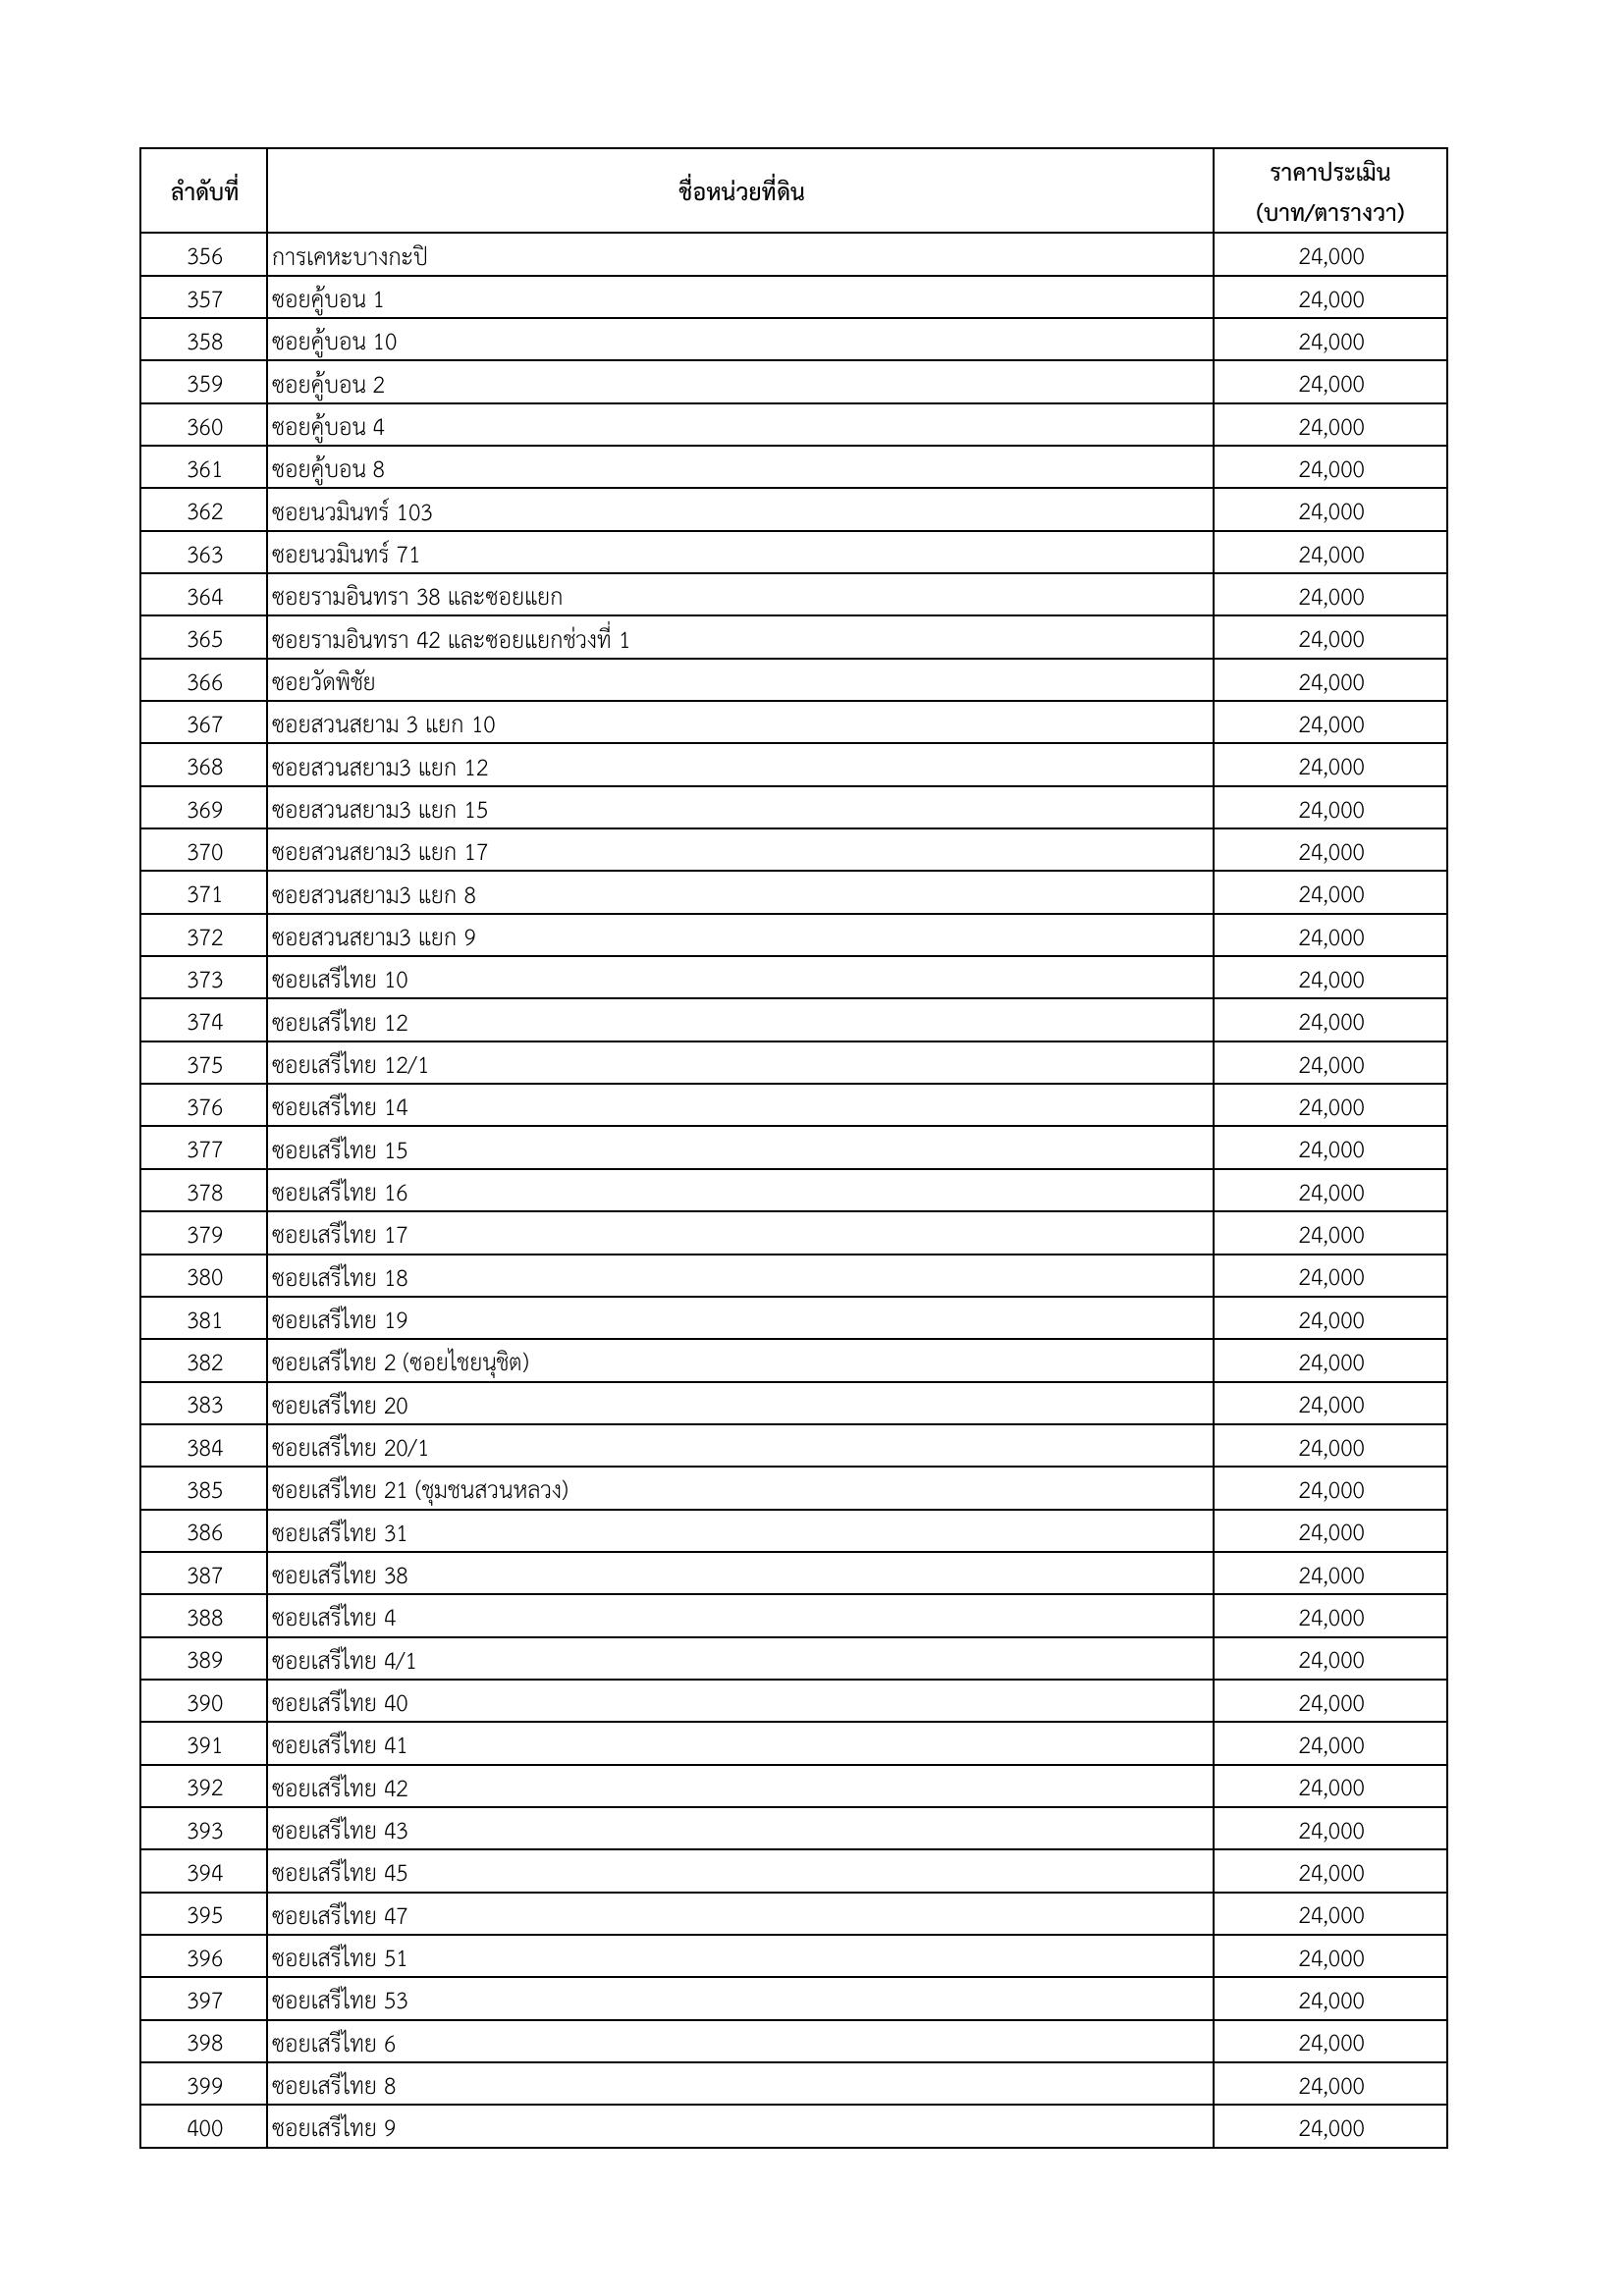 ลำดับที่ ชื่อหน่วยที่ดิน ราคาประเมิน
(บาท/ตารางวา)
356 การเคหะบางกะปิ 24,000
357 ซอยคู้บอน 1 24,000
358 ซอยคู้บอน 10 24,000
359 ซอยคู้บอน 2 24,000
360 ซอยคู้บอน 4 24,000
361 ซอยคู้บอน 8 24,000
362 ซอยนวมินทร์ 103 24,000
363 ซอยนวมินทร์ 71 24,000
364 ซอยรามอินทรา 38 และซอยแยก 24,000
365 ซอยรามอินทรา 42 และซอยแยกช่วงที่ 1 24,000
366 ซอยวัดพิชัย 24,000
367 ซอยสวนสยาม 3 แยก 10 24,000
368 ซอยสวนสยาม3 แยก 12 24,000
369 ซอยสวนสยาม3 แยก 15 24,000
370 ซอยสวนสยาม3 แยก 17 24,000
371 ซอยสวนสยาม3 แยก 8 24,000
372 ซอยสวนสยาม3 แยก 9 24,000
373 ซอยเสรีไทย 10 24,000
374 ซอยเสรีไทย 12 24,000
375 ซอยเสรีไทย 12/1 24,000
376 ซอยเสรีไทย 14 24,000
377 ซอยเสรีไทย 15 24,000
378 ซอยเสรีไทย 16 24,000
379 ซอยเสรีไทย 17 24,000
380 ซอยเสรีไทย 18 24,000
381 ซอยเสรีไทย 19 24,000
382 ซอยเสรีไทย 2 (ซอยไชยนุชิต) 24,000
383 ซอยเสรีไทย 20 24,000
384 ซอยเสรีไทย 20/1 24,000
385 ซอยเสรีไทย 21 (ชุมชนสวนหลวง) 24,000
386 ซอยเสรีไทย 31 24,000
387 ซอยเสรีไทย 38 24,000
388 ซอยเสรีไทย 4 24,000
389 ซอยเสรีไทย 4/1 24,000
390 ซอยเสรีไทย 40 24,000
391 ซอยเสรีไทย 41 24,000
392 ซอยเสรีไทย 42 24,000
393 ซอยเสรีไทย 43 24,000
394 ซอยเสรีไทย 45 24,000
395 ซอยเสรีไทย 47 24,000
396 ซอยเสรีไทย 51 24,000
397 ซอยเสรีไทย 53 24,000
398 ซอยเสรีไทย 6 24,000
399 ซอยเสรีไทย 8 24,000
400 ซอยเสรีไทย 9 24,000